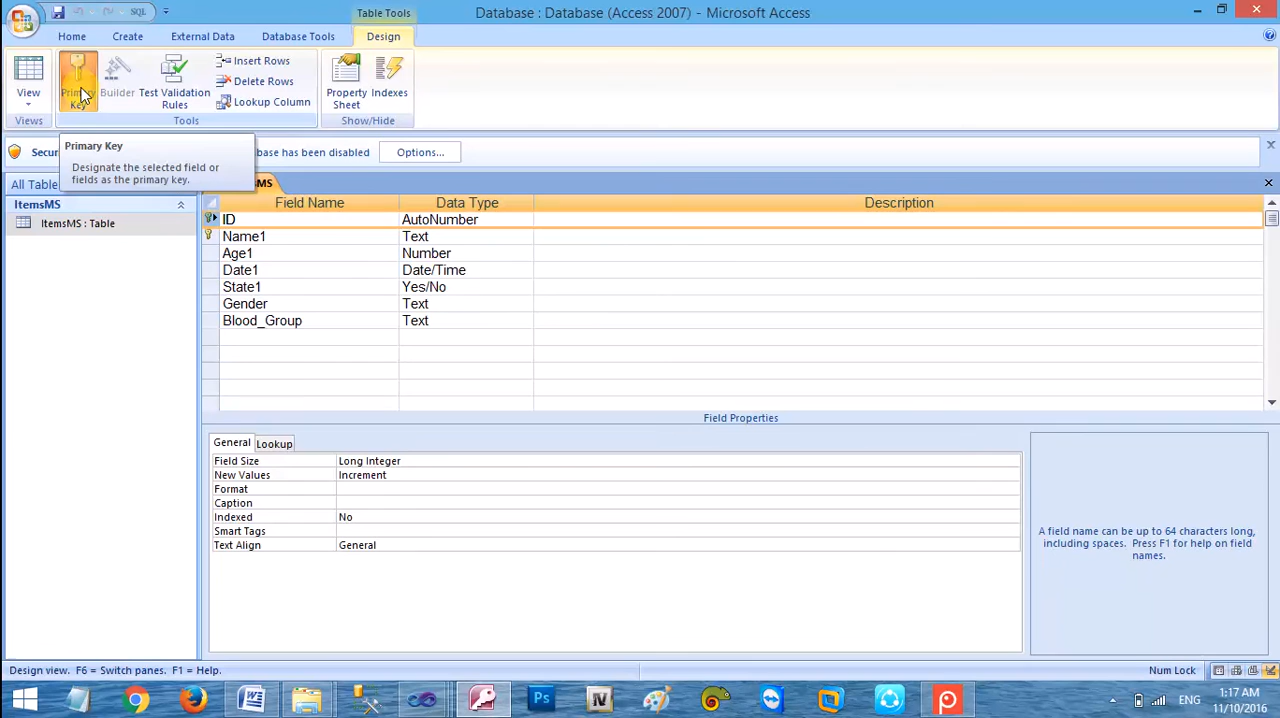 SQL
Table Tools
Database : Database (Access 2007) - Microsoft Access
Home
Create
External Data
Database Tools
Design
View
Primary
Key
Builder
Test Validation
Rules
Insert Rows
Delete Rows
Lookup Column
Property
Sheet
Indexes
Views
Tools
Show/Hide
Primary Key
Designate the selected field or
fields as the primary key.
Secur
base has been disabled
Options...
All Table
MS
ItemsMS
ItemsMS : Table
Field Name
Data Type
Description
ID
AutoNumber
Name1
Text
Age1
Number
Date1
Date/Time
State1
Yes/No
Gender
Text
Blood_Group
Text
Field Properties
General
Lookup
Field Size
Long Integer
New Values
Increment
Format
Caption
Indexed
No
Smart Tags
Text Align
General
A field name can be up to 64 characters long,
including spaces. Press F1 for help on field
names.
Design view. F6 = Switch panes. F1 = Help.
Num Lock
Ps
ENG
1:17 AM
11/10/2016